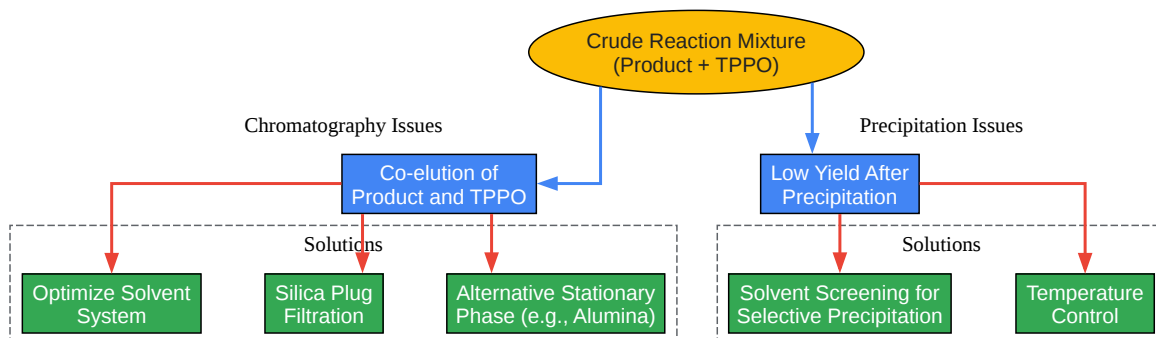 Crude Reaction Mixture
(Product + TPPO)
Chromatography Issues
Precipitation Issues
Co-elution of
Product and TPPO
Low Yield After
Precipitation
Solutions
Solutions
Optimize Solvent
System
Silica Plug
Filtration
Alternative Stationary
Phase (e.g., Alumina)
Solvent Screening for
Selective Precipitation
Temperature
Control